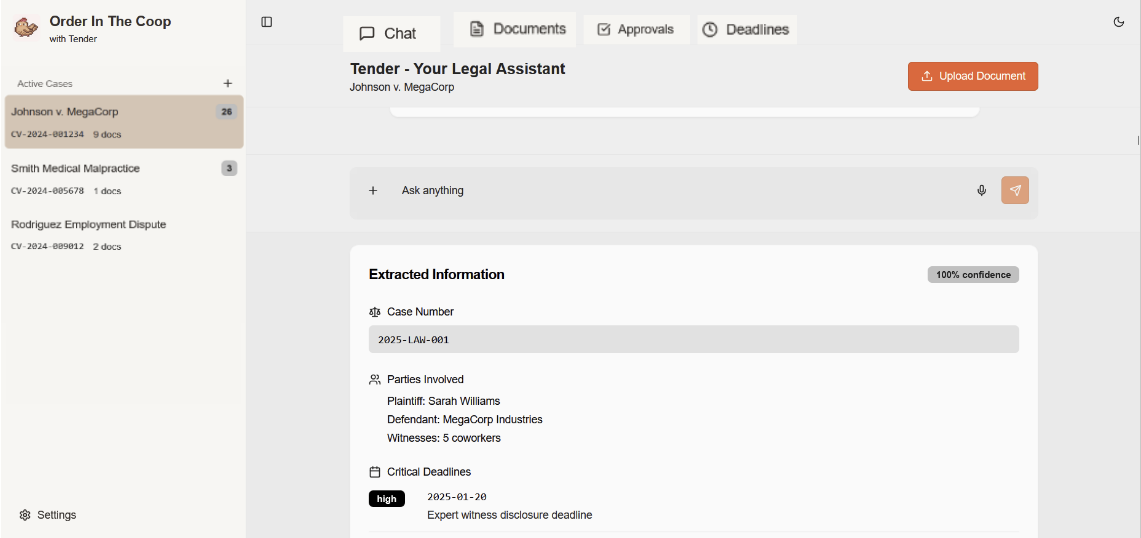 Order In The Coop
with Tender
Active Cases
Johnson v. MegaCorp 26
CV-2024-001234 9 docs
Smith Medical Malpractice 3
CV-2024-005678 1 docs
Rodriguez Employment Dispute
CV-2024-009012 2 docs
Settings
Chat Documents Approvals Deadlines
Tender - Your Legal Assistant
Johnson v. MegaCorp
Upload Document
Ask anything
Extracted Information 100% confidence
Case Number
2025-LAW-001
Parties Involved
Plaintiff: Sarah Williams
Defendant: MegaCorp Industries
Witnesses: 5 coworkers
Critical Deadlines
high 2025-01-20
Expert witness disclosure deadline